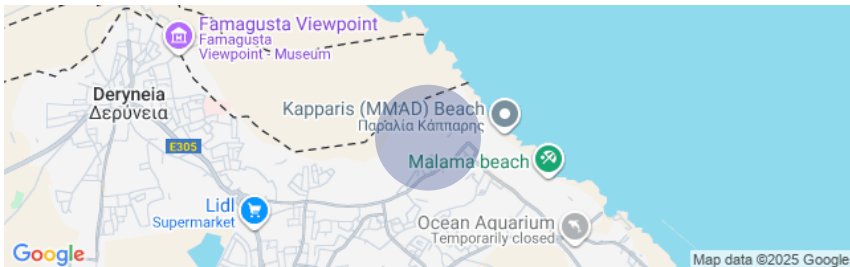 Famagusta Viewpoint
Famagusta
Viewpoint - Museum
Deryneia
Δερύνεια
Kapparis (MMAD) Beach
Παραλία Κάππαρης
E305
Malama beach
Lidl
Supermarket
Ocean Aquarium
Temporarily closed
Google
Map data ©2025 Google